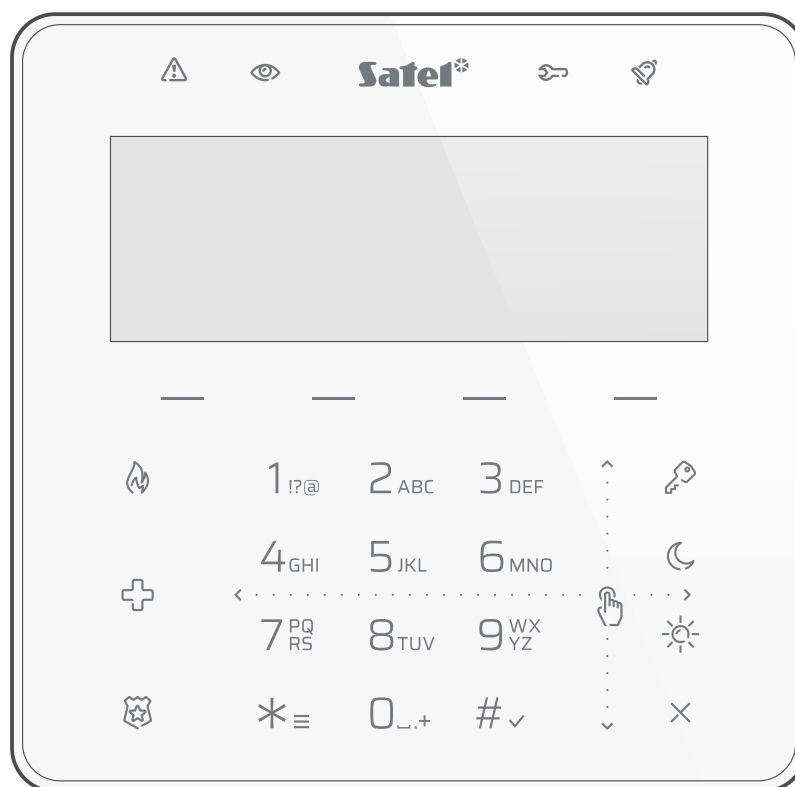 Satel
1 !?@ 2 ABC 3 DEF
4 GHI 5 JKL 6 MNO
7 PQ RS 8 TUV 9 WX YZ
* 0 ⎵.+ #